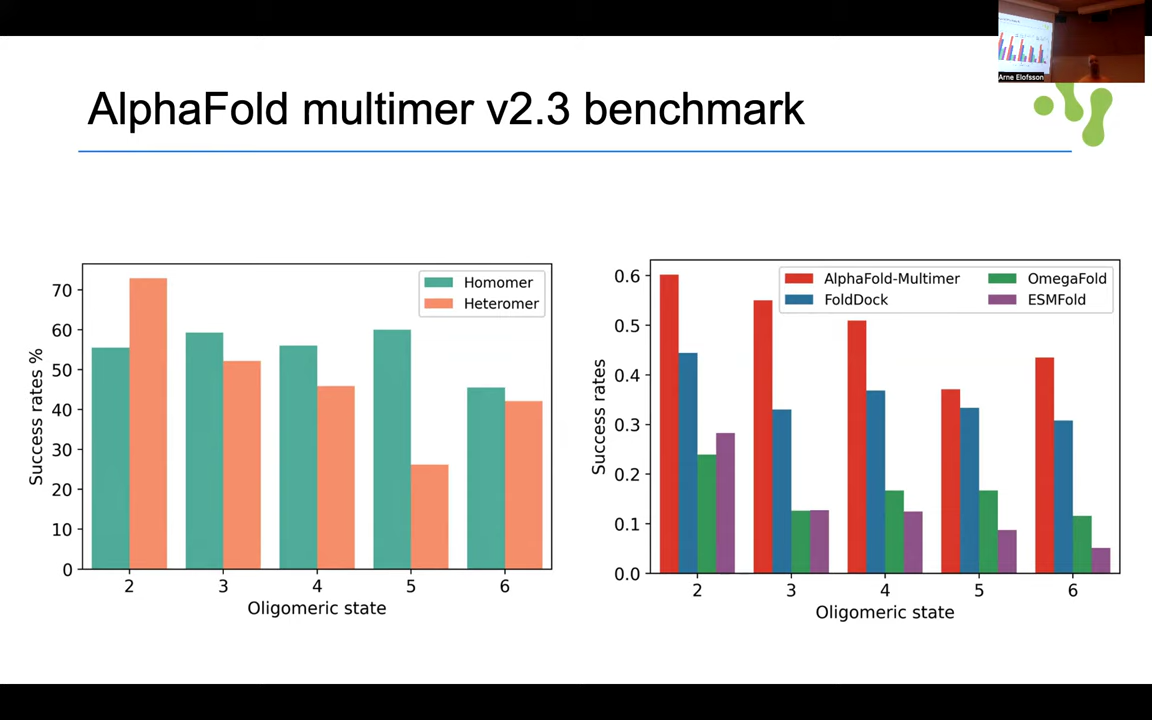 Arne Elofsson
AlphaFold multimer v2.3 benchmark
Homomer
Heteromer
Success rates %
70
60
50
40
30
20
10
0
2 3 4 5 6
Oligomeric state
AlphaFold-Multimer
FoldDock
OmegaFold
ESMFold
Success rates
0.6
0.5
0.4
0.3
0.2
0.1
0.0
2 3 4 5 6
Oligomeric state